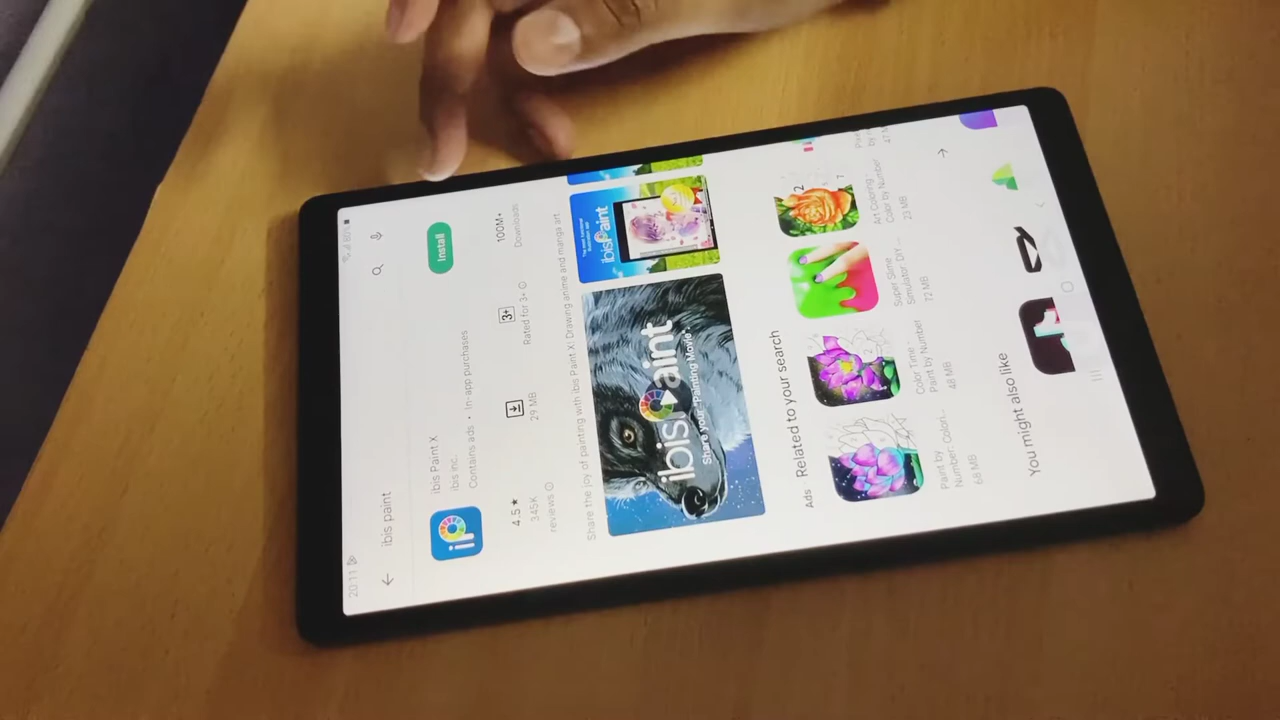 20:11
ibis paint
ibis Paint X
ibis inc.
Contains ads • In-app purchases
Install
4.5 ★
345K
reviews
29 MB
3+
Rated for 3+
100M+
Downloads
Share the joy of painting with ibis Paint X! Drawing anime and manga art.
ibisPaint
Share your "Painting Movie".
ibisPaint
Ads
Related to your search
Paint by
Number: Colori...
68 MB
Color Time -
Paint by Number
48 MB
Super Slime
Simulator: DIY ...
72 MB
Art Coloring -
Color by Number
23 MB
You might also like